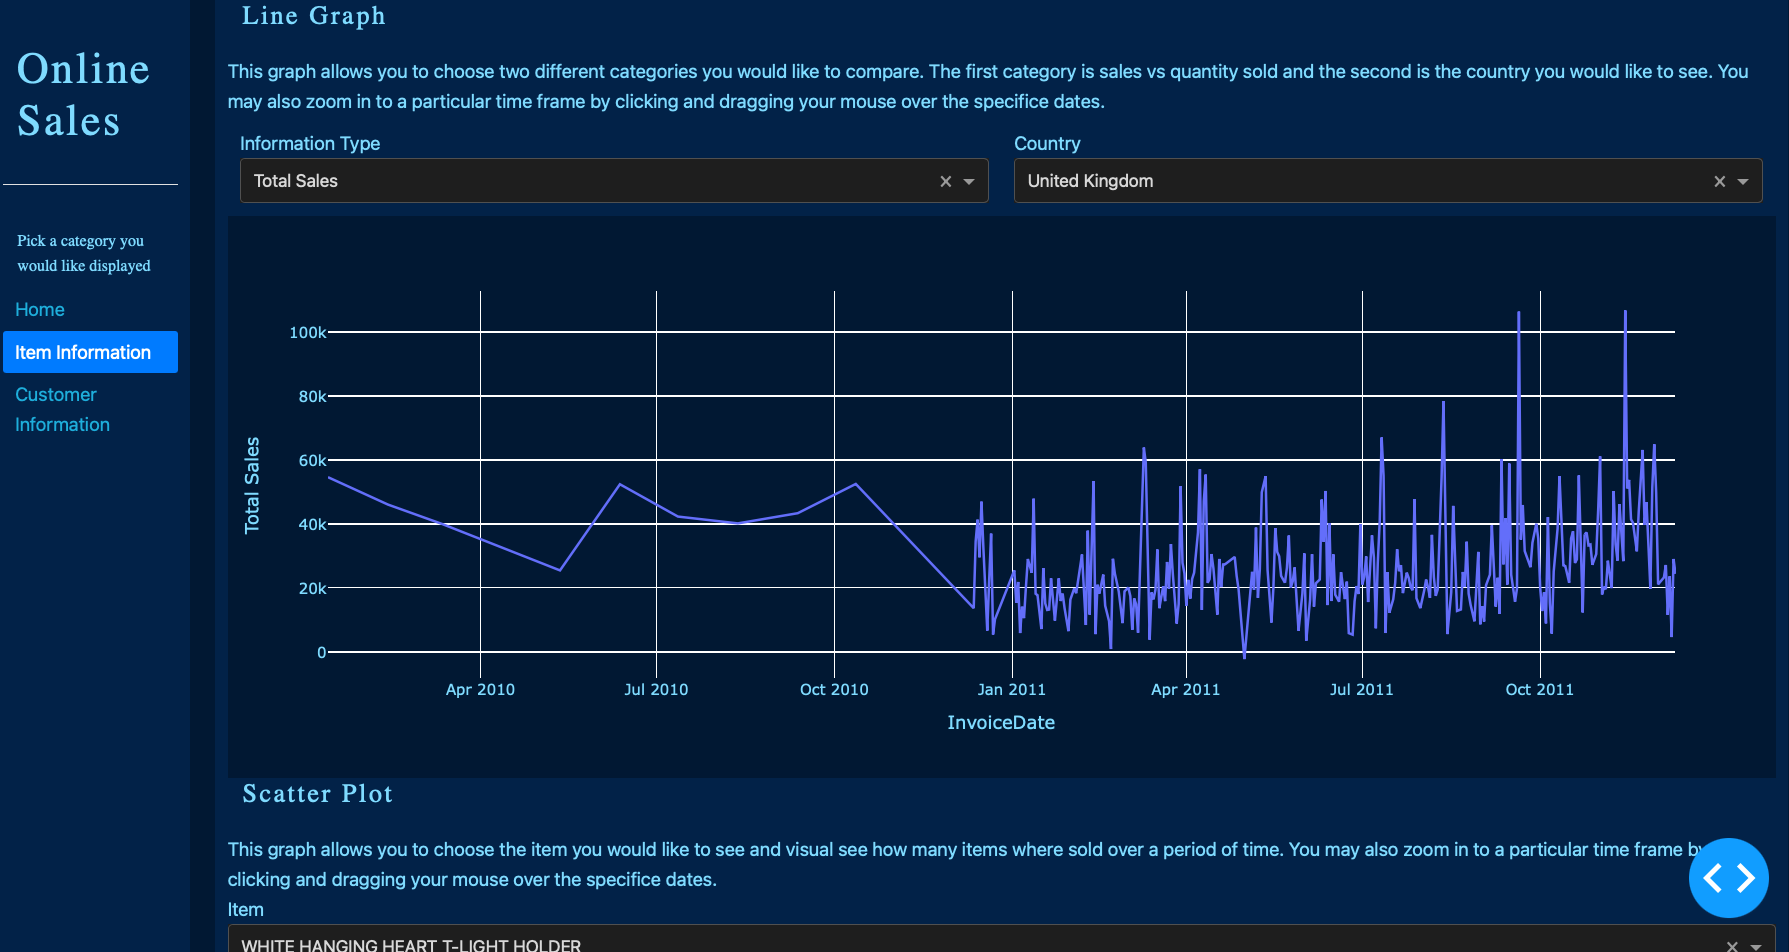 Online
Sales
Pick a category you
would like displayed
Home
Item Information
Customer
Information
Line Graph
This graph allows you to choose two different categories you would like to compare. The first category is sales vs quantity sold and the second is the country you would like to see. You
may also zoom in to a particular time frame by clicking and dragging your mouse over the specifice dates.
Information Type
Country
Total Sales
United Kingdom
100k
80k
60k
40k
20k
0
Total Sales
Apr 2010
Jul 2010
Oct 2010
Jan 2011
Apr 2011
Jul 2011
Oct 2011
InvoiceDate
Scatter Plot
This graph allows you to choose the item you would like to see and visual see how many items where sold over a period of time. You may also zoom in to a particular time frame by
clicking and dragging your mouse over the specifice dates.
Item
WHITE HANGING HEART T-LIGHT HOLDER